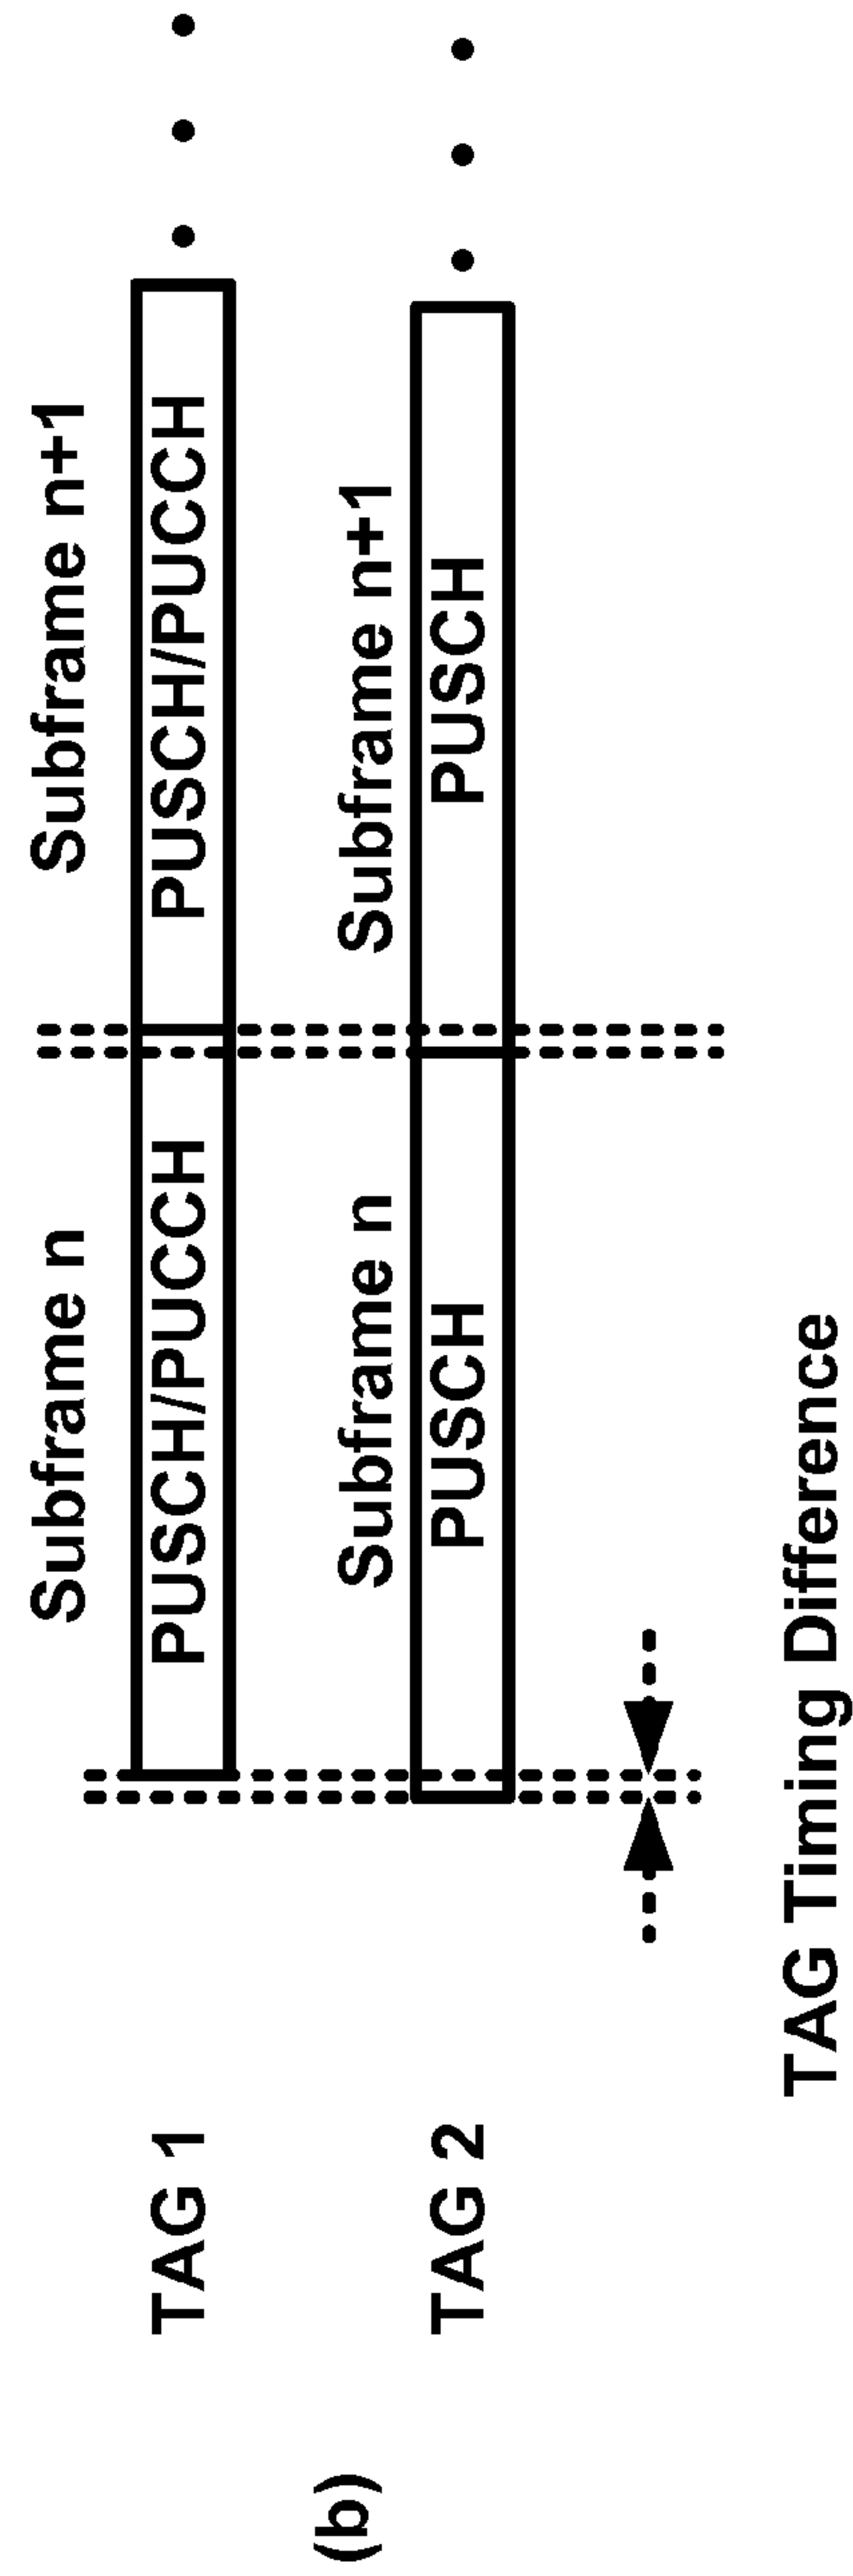 Subframe n Subframe n+1
TAG 1 PUSCH/PUCCH PUSCH/PUCCH
(b)
Subframe n Subframe n+1
TAG 2 PUSCH PUSCH
TAG Timing Difference